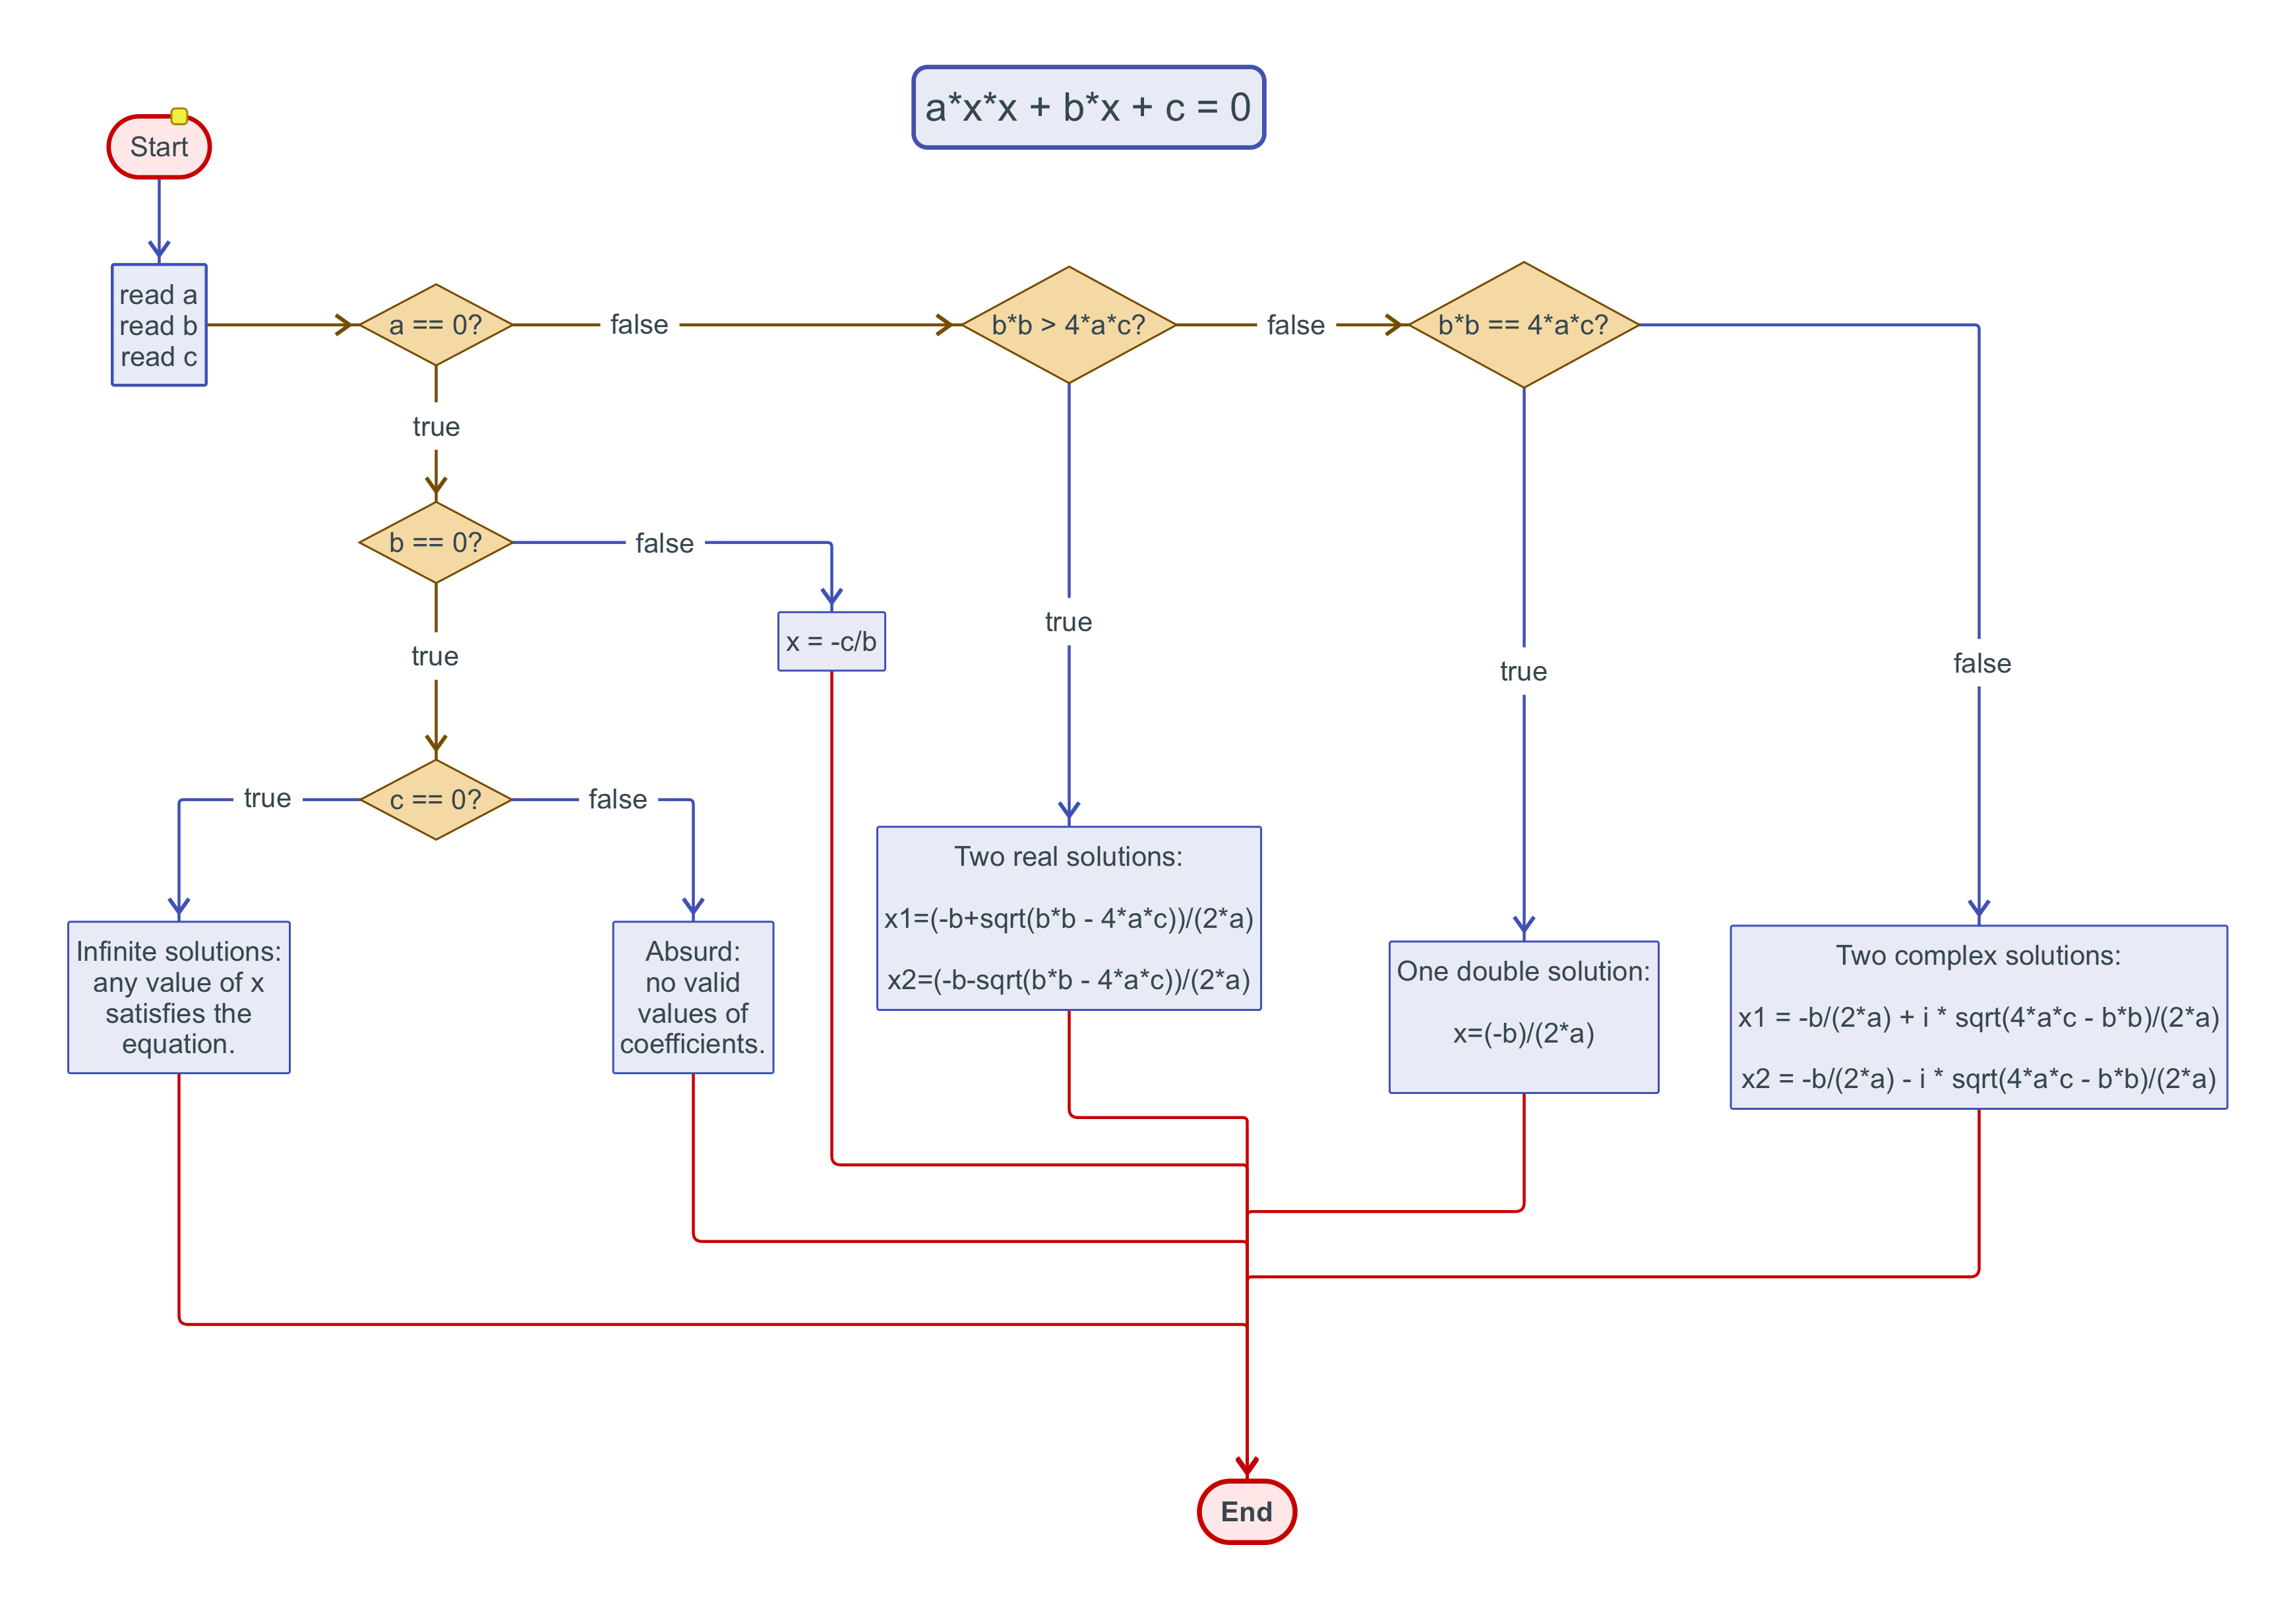 a*x*x + b*x + c = 0
Start
read a
read b
read c
a == 0?
false
b*b > 4*a*c?
false
b*b == 4*a*c?
true
b == 0?
false
x = -c/b
true
true
true
false
c == 0?
true
false
Two real solutions:
x1=(-b+sqrt(b*b - 4*a*c))/(2*a)
x2=(-b-sqrt(b*b - 4*a*c))/(2*a)
Infinite solutions:
any value of x
satisfies the
equation.
Absurd:
no valid
values of
coefficients.
One double solution:
x=(-b)/(2*a)
Two complex solutions:
x1 = -b/(2*a) + i * sqrt(4*a*c - b*b)/(2*a)
x2 = -b/(2*a) - i * sqrt(4*a*c - b*b)/(2*a)
End